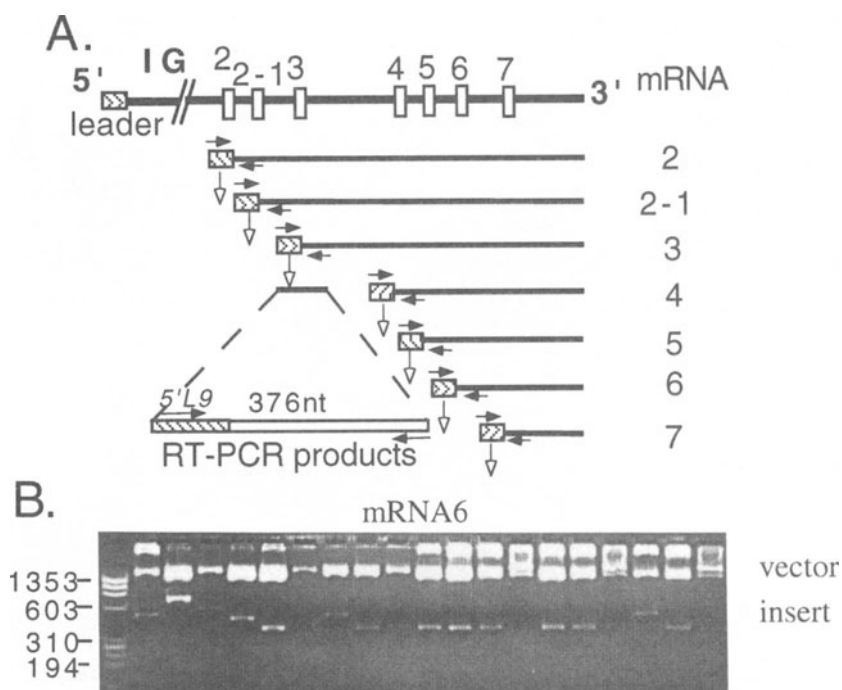 A.
5' IG 2 2-1 3 4 5 6 7 3' mRNA
leader
2
2-1
3
4
5
6
5'L9 376nt
7
RT-PCR products
B.
mRNA6
1353 vector
603 insert
310
194